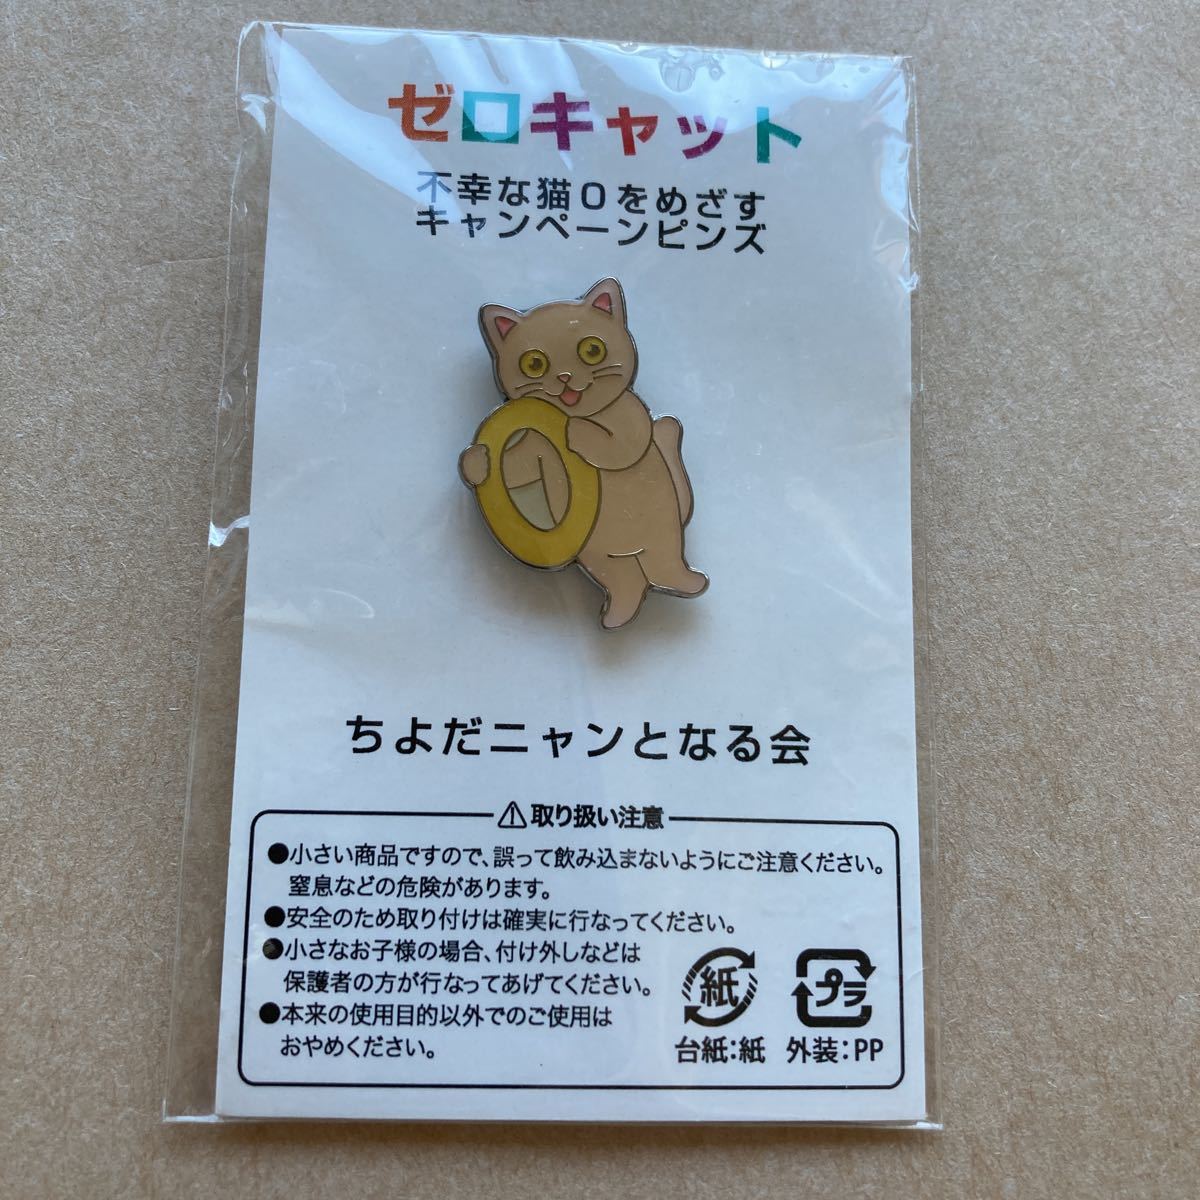 ゼロキャット
不幸な猫0をめざす
キャンペーンピンズ
ちよだニャンとなる会
⚠取り扱い注意
●小さい商品ですので、誤って飲み込まないようにご注意ください。
窒息などの危険があります。
●安全のため取り付けは確実に行なってください。
●小さなお子様の場合、付け外しなどは
保護者の方が行なってあげてください。
●本来の使用目的以外でのご使用は
おやめください。
紙
台紙:紙
プラ
外装:PP